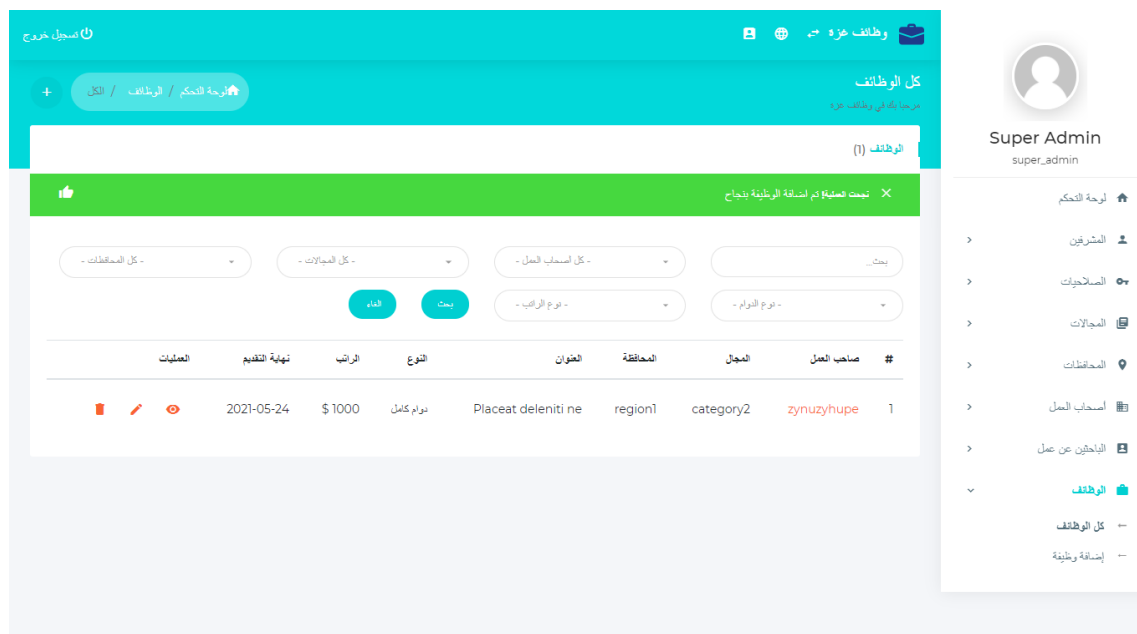 وظائف غزة
تسجيل خروج
كل الوظائف
مرحبا بك في وظائف غزة
لوحة التحكم / الوظائف / الكل
+
الوظائف (1)
نجحت العملية! تم اضافة الوظيفة بنجاح
بحث...
- كل أصحاب العمل -
- كل المجالات -
- كل المحافظات -
- نوع الدوام -
- نوع الراتب -
بحث
الغاء
# صاحب العمل المجال المحافظة العنوان النوع الراتب نهاية التقديم العمليات
1 zynuzyhupe category2 region1 Placeat deleniti ne دوام كامل $ 1000 2021-05-24
Super Admin
super_admin
لوحة التحكم
المشرفين
الصلاحيات
المجالات
المحافظات
أصحاب العمل
الباحثين عن عمل
الوظائف
كل الوظائف
إضافة وظيفة